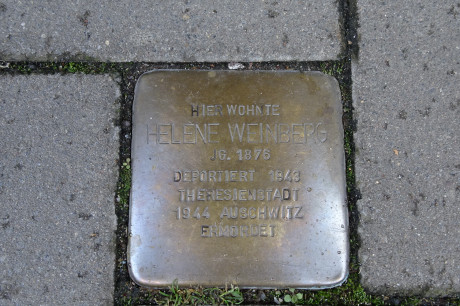 HIER WOHNTE
HELENE WEINBERG
JG. 1876
DEPORTIERT 1943
THERESIENSTADT
1944 AUSCHWITZ
ERMORDET